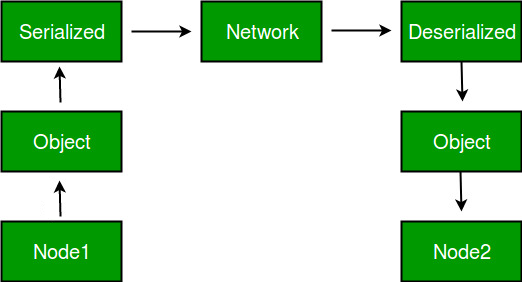 Serialized
Network
Deserialized
Object
Object
Node1
Node2